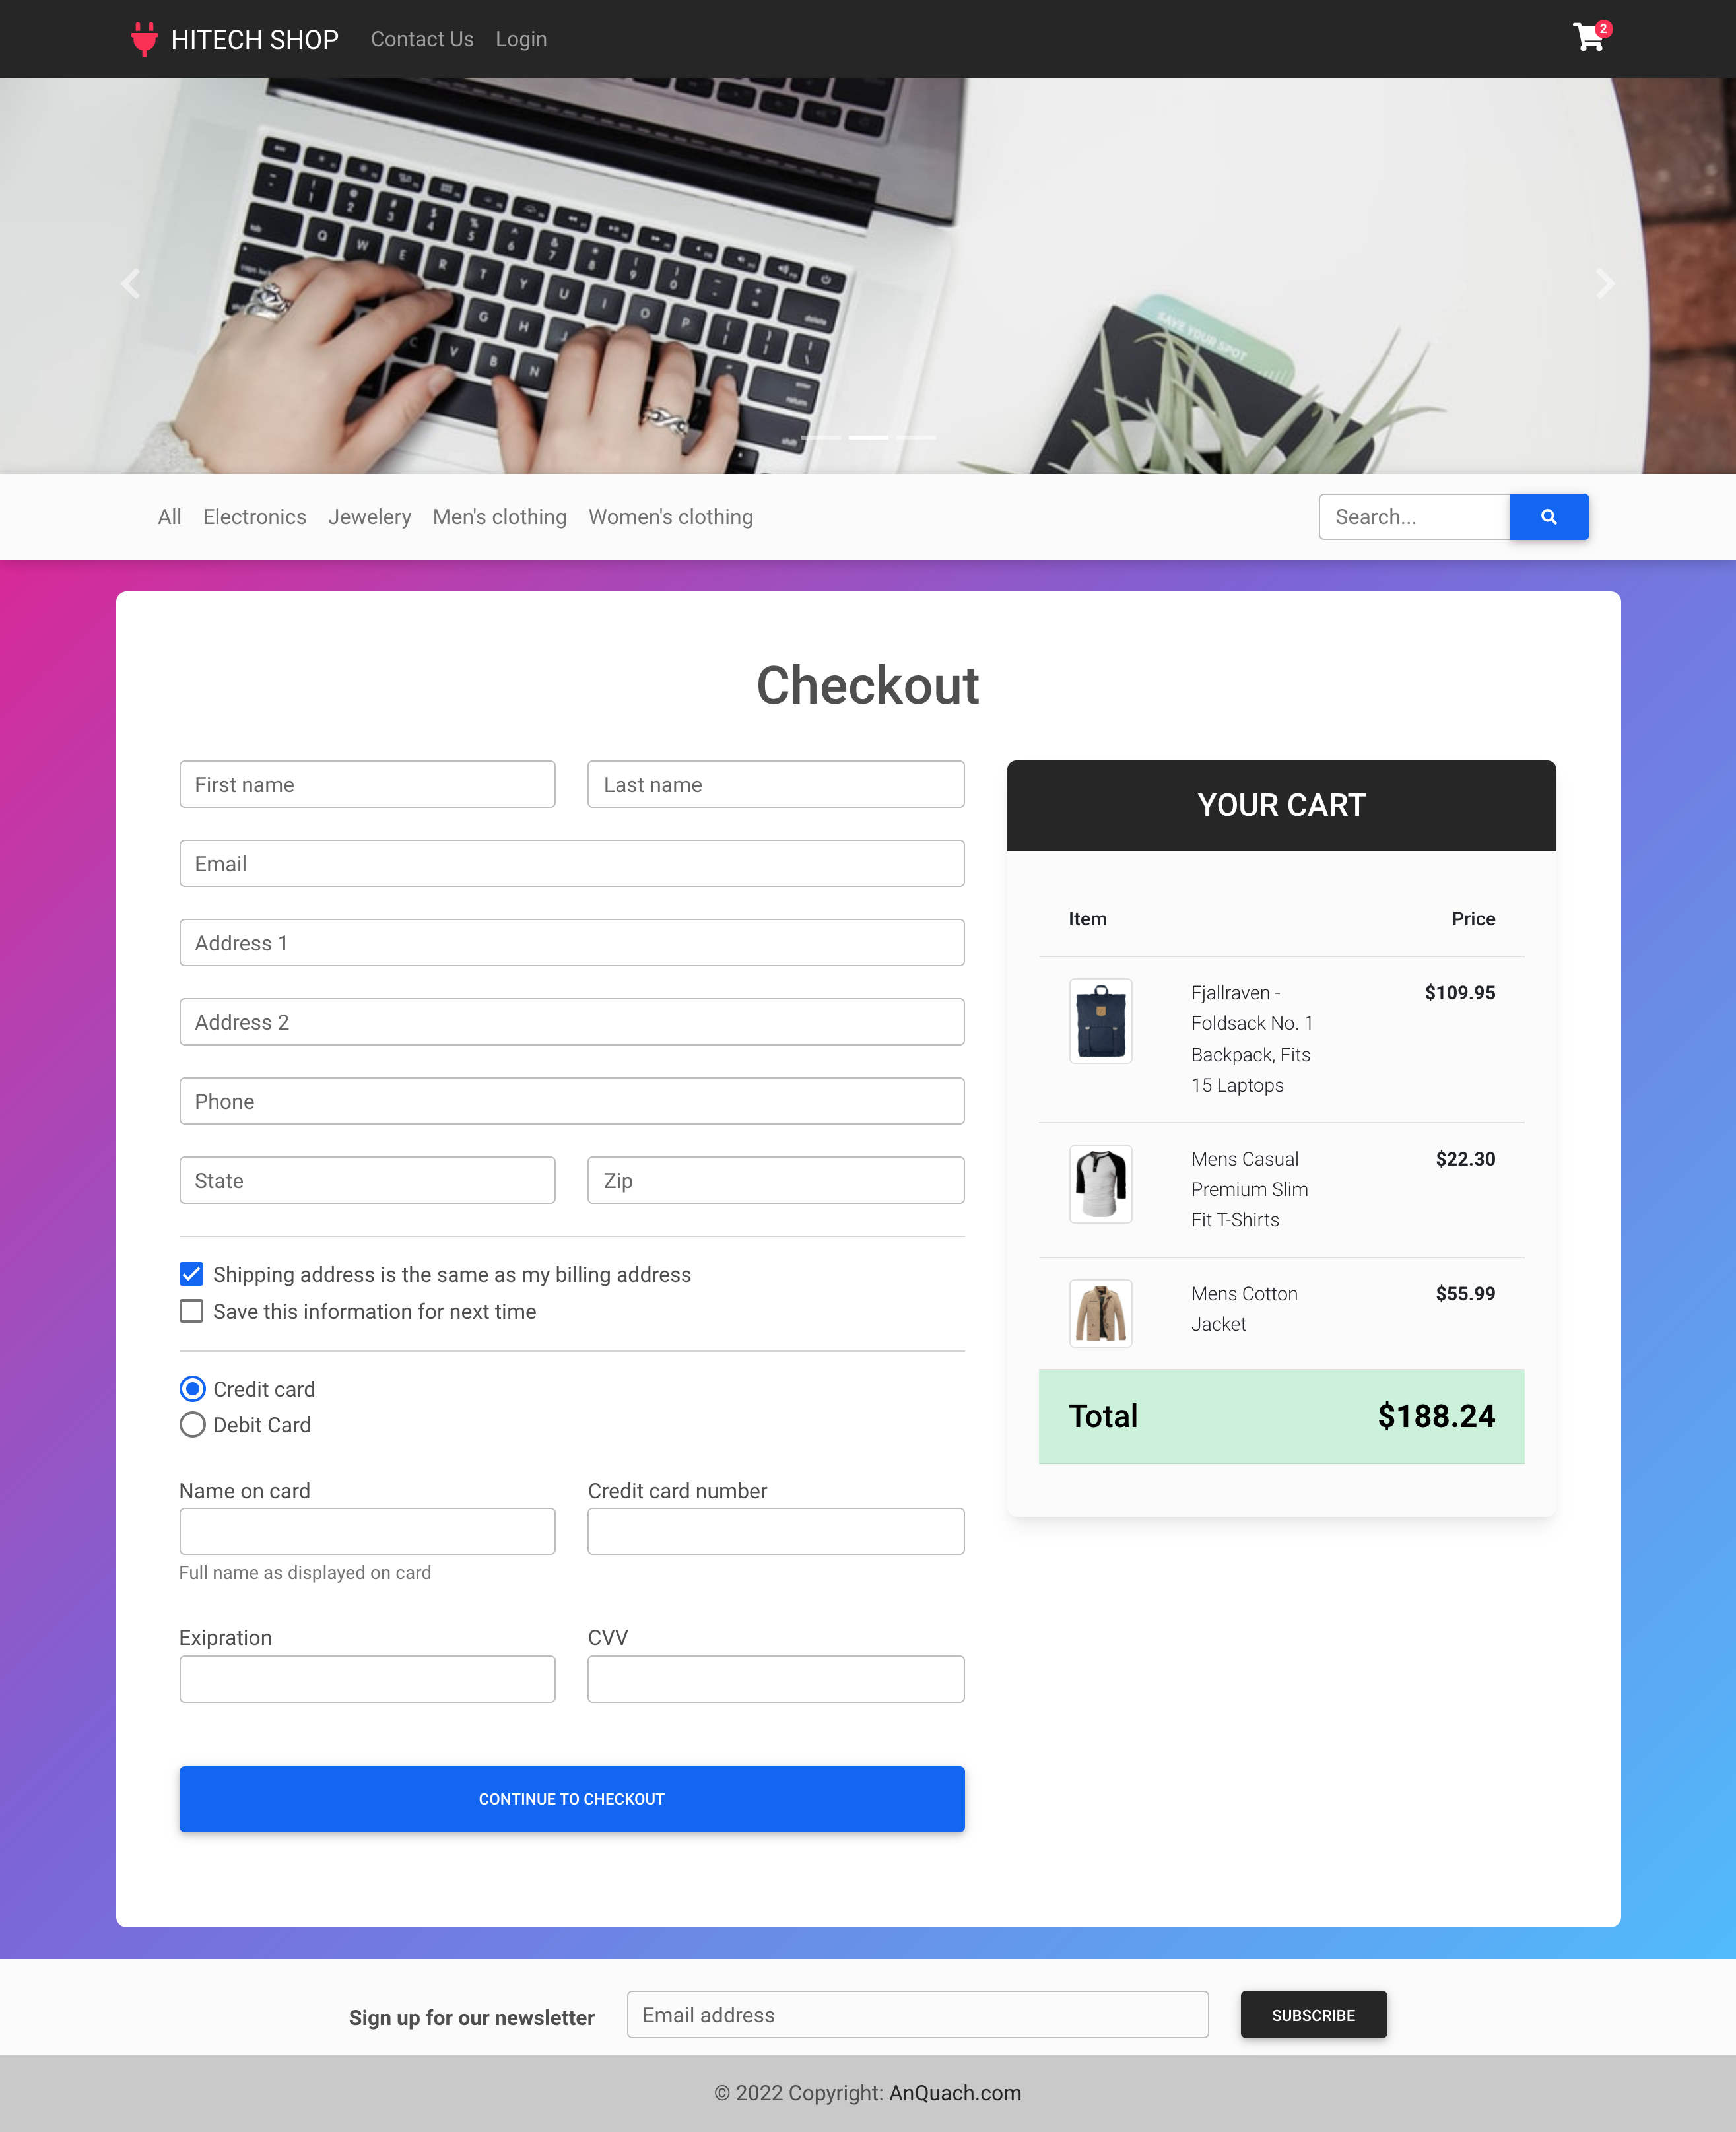 HITECH SHOP Contact Us Login 2
SAVE YOUR SPOT
All Electronics Jewelery Men's clothing Women's clothing Search...
Checkout
First name Last name
Email
Address 1
Address 2
Phone
State Zip
Shipping address is the same as my billing address
Save this information for next time
Credit card
Debit Card
Name on card Credit card number
Full name as displayed on card
Exipration CVV
CONTINUE TO CHECKOUT
YOUR CART
Item Price
Fjallraven - $109.95
Foldsack No. 1
Backpack, Fits
15 Laptops
Mens Casual $22.30
Premium Slim
Fit T-Shirts
Mens Cotton $55.99
Jacket
Total $188.24
Sign up for our newsletter Email address SUBSCRIBE
© 2022 Copyright: AnQuach.com